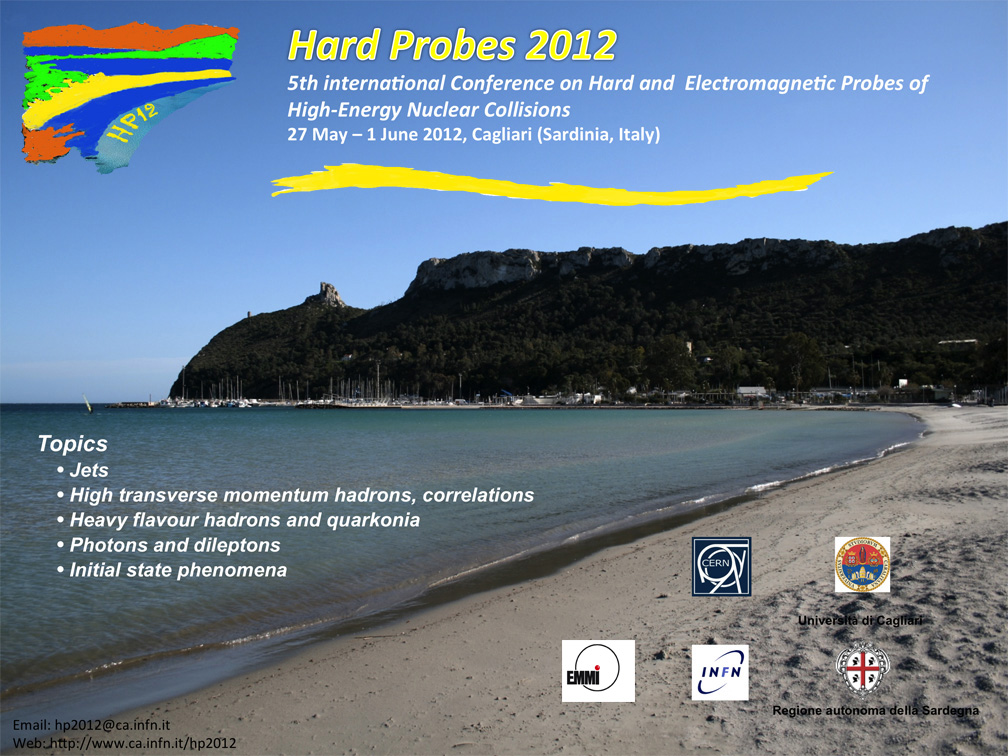 HP12
Hard Probes 2012
5th international Conference on Hard and Electromagnetic Probes of
High-Energy Nuclear Collisions
27 May – 1 June 2012, Cagliari (Sardinia, Italy)
Topics
• Jets
• High transverse momentum hadrons, correlations
• Heavy flavour hadrons and quarkonia
• Photons and dileptons
• Initial state phenomena
CERN
Università di Cagliari
EMMi
INFN
Regione autonoma della Sardegna
Email: hp2012@ca.infn.it
Web: http://www.ca.infn.it/hp2012